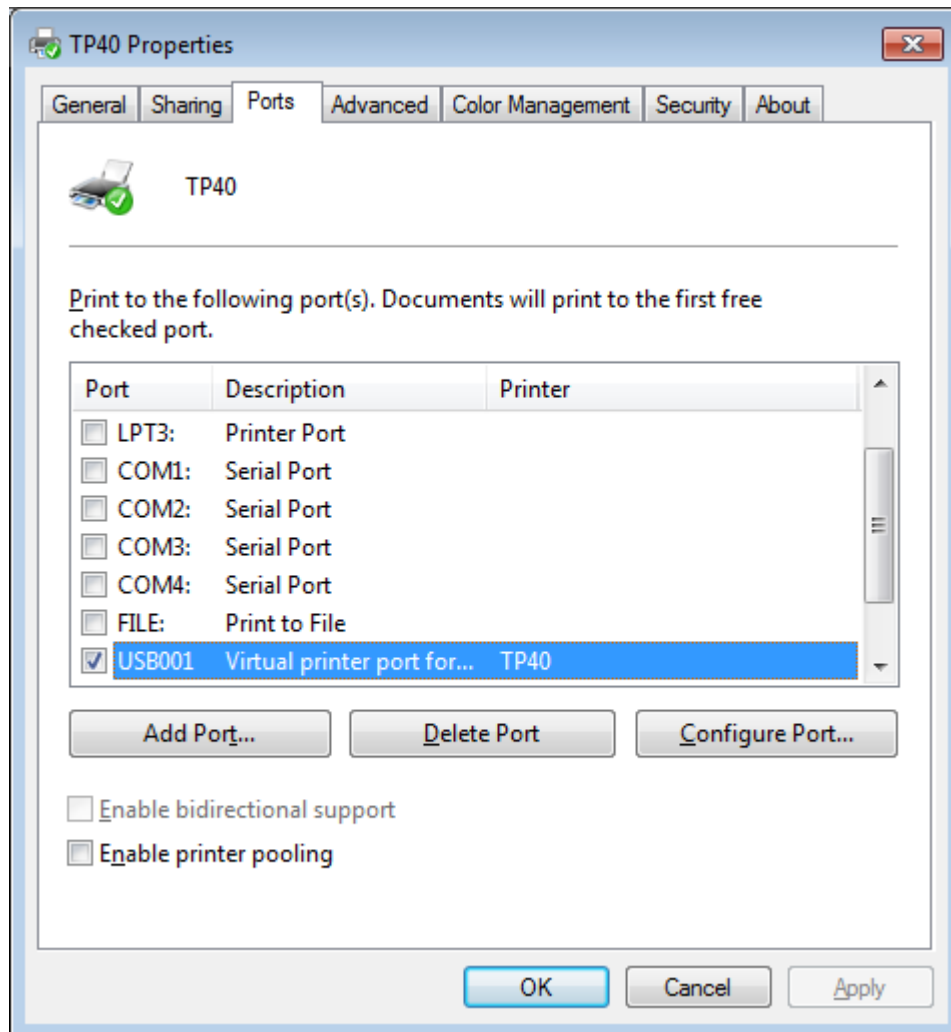 TP40 Properties
General Sharing Ports Advanced Color Management Security About
TP40
Print to the following port(s). Documents will print to the first free
checked port.
Port Description Printer
LPT3: Printer Port
COM1: Serial Port
COM2: Serial Port
COM3: Serial Port
COM4: Serial Port
FILE: Print to File
USB001 Virtual printer port for... TP40
Add Port... Delete Port Configure Port...
Enable bidirectional support
Enable printer pooling
OK Cancel Apply